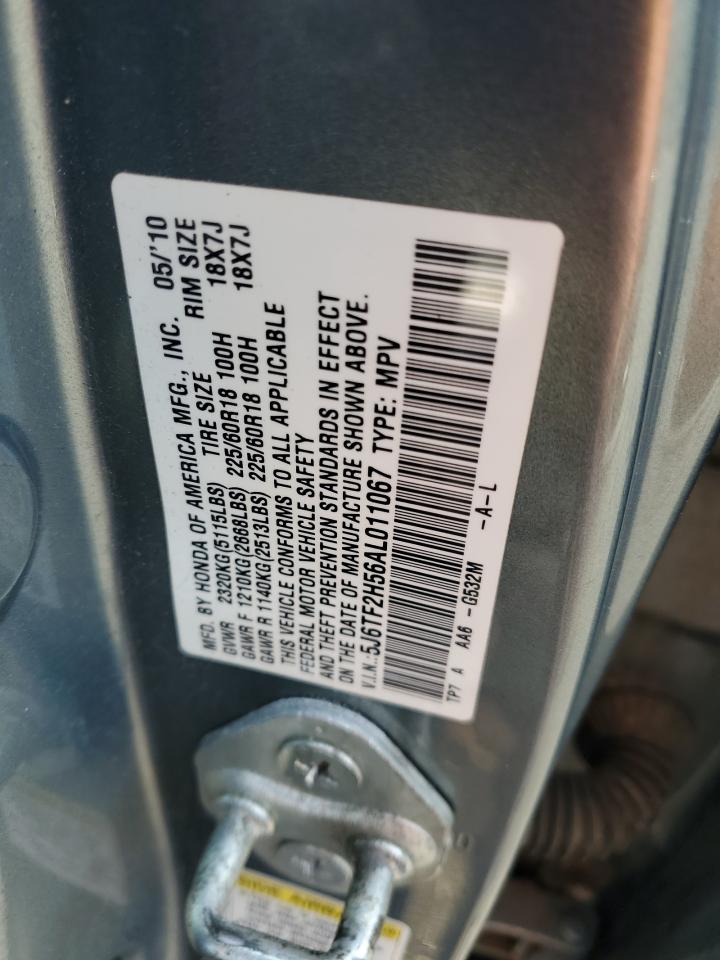 MFD. BY HONDA OF AMERICA MFG., INC. 05/'10
GVWR 2320KG(5115LBS) TIRE SIZE RIM SIZE
GAWR F 1210KG(2668LBS) 225/60R18 100H 18X7J
GAWR R 1140KG(2513LBS) 225/60R18 100H 18X7J
THIS VEHICLE CONFORMS TO ALL APPLICABLE
FEDERAL MOTOR VEHICLE SAFETY
AND THEFT PREVENTION STANDARDS IN EFFECT
ON THE DATE OF MANUFACTURE SHOWN ABOVE.
V.I.N.:5J6TF2H56AL011067 TYPE: MPV
TP7 A AA6 -G532M -A-L